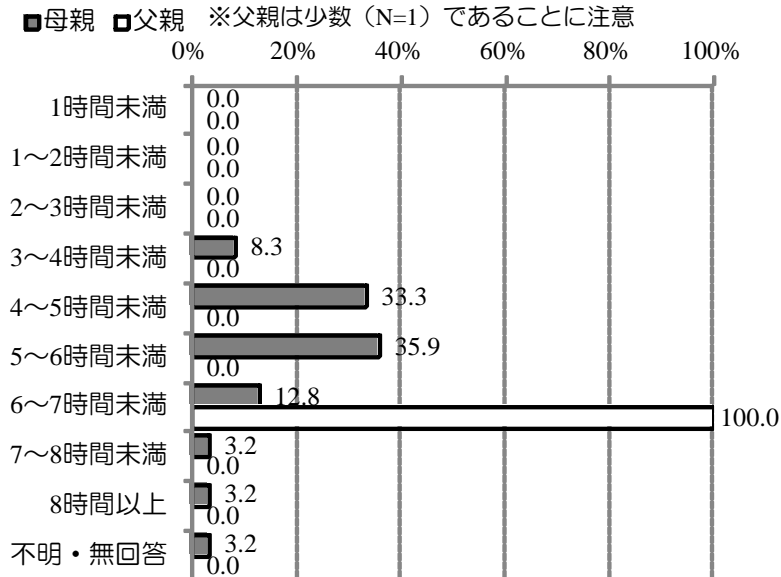 ■母親 □父親 ※父親は少数（N=1）であることに注意
0% 20% 40% 60% 80% 100%
1時間未満 0.0
0.0
1～2時間未満 0.0
0.0
2～3時間未満 0.0
0.0
3～4時間未満 8.3
0.0
4～5時間未満 33.3
0.0
5～6時間未満 35.9
0.0
6～7時間未満 12.8
100.0
7～8時間未満 3.2
0.0
8時間以上 3.2
0.0
不明・無回答 3.2
0.0